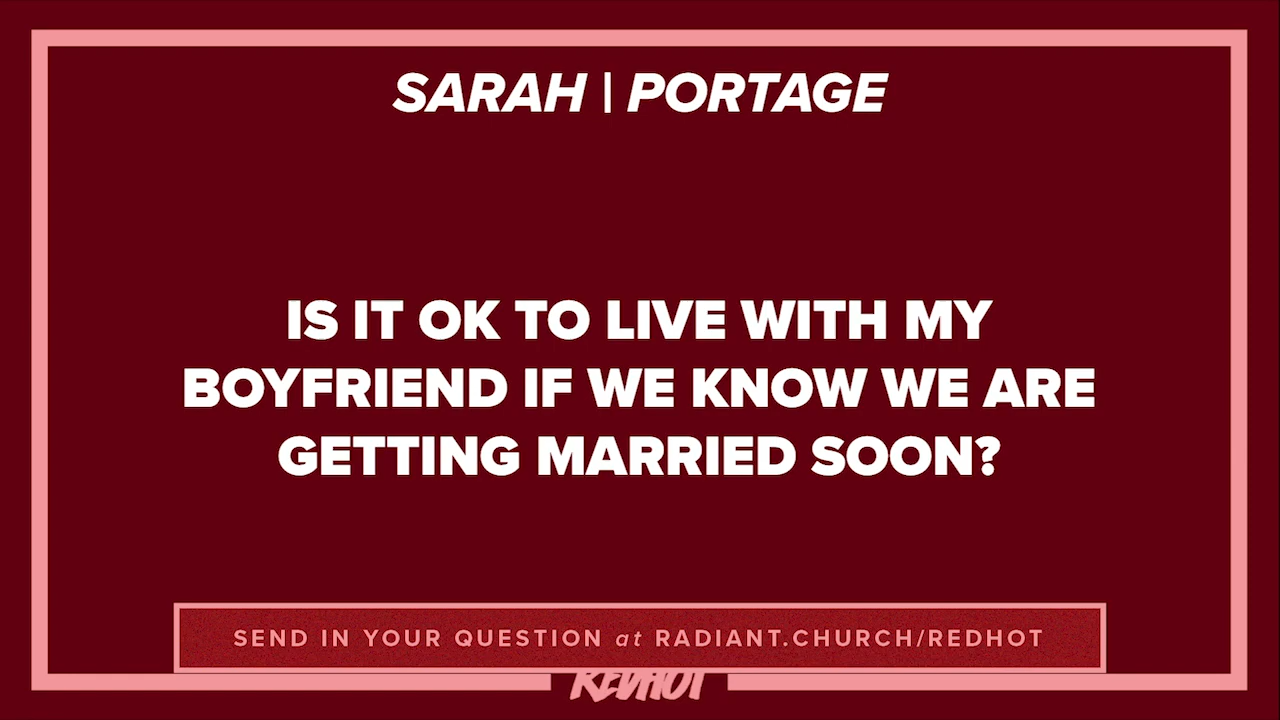 SARAH | PORTAGE
IS IT OK TO LIVE WITH MY
BOYFRIEND IF WE KNOW WE ARE
GETTING MARRIED SOON?
SEND IN YOUR QUESTION at RADIANT.CHURCH/REDHOT
REDHOT